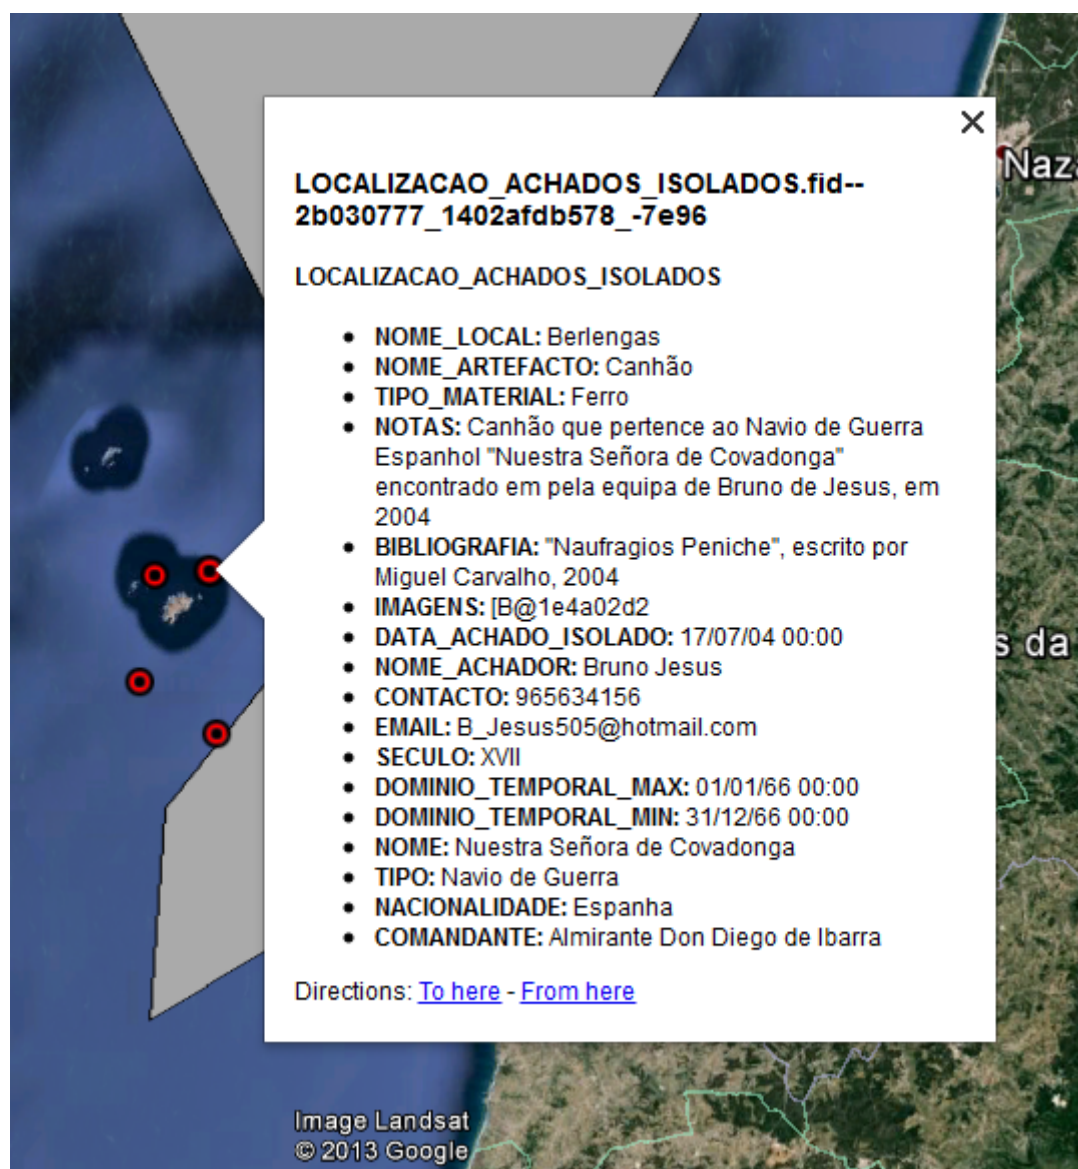 Naz
LOCALIZACAO_ACHADOS_ISOLADOS.fid--
2b030777_1402afdb578_-7e96
LOCALIZACAO_ACHADOS_ISOLADOS
• NOME_LOCAL: Berlengas
• NOME_ARTEFACTO: Canhão
• TIPO_MATERIAL: Ferro
• NOTAS: Canhão que pertence ao Navio de Guerra
Espanhol "Nuestra Señora de Covadonga"
encontrado em pela equipa de Bruno de Jesus, em
2004
• BIBLIOGRAFIA: "Naufragios Peniche", escrito por
Miguel Carvalho, 2004
• IMAGENS: [B@1e4a02d2
• DATA_ACHADO_ISOLADO: 17/07/04 00:00
• NOME_ACHADOR: Bruno Jesus
• CONTACTO: 965634156
• EMAIL: B_Jesus505@hotmail.com
• SECULO: XVII
• DOMINIO_TEMPORAL_MAX: 01/01/66 00:00
• DOMINIO_TEMPORAL_MIN: 31/12/66 00:00
• NOME: Nuestra Señora de Covadonga
• TIPO: Navio de Guerra
• NACIONALIDADE: Espanha
• COMANDANTE: Almirante Don Diego de Ibarra
s da
Directions: To here - From here
Image Landsat
© 2013 Google